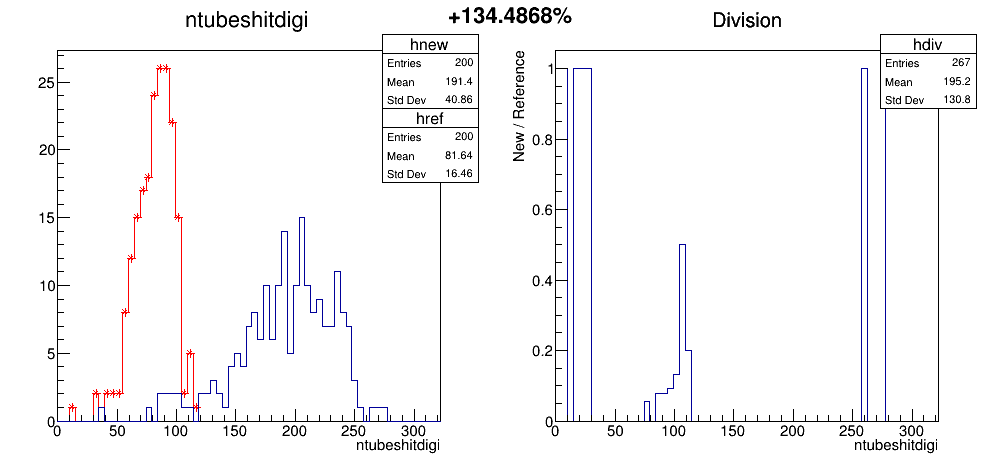 +134.4868%
ntubeshitdigi
hnew
Entries 200
Mean 191.4
Std Dev 40.86
href
Entries 200
Mean 81.64
Std Dev 16.46
25
20
15
10
5
0
0 50 100 150 200 250 300
ntubeshitdigi
Division
hdiv
Entries 267
Mean 195.2
Std Dev 130.8
New / Reference
1
0.8
0.6
0.4
0.2
0
0 50 100 150 200 250 300
ntubeshitdigi